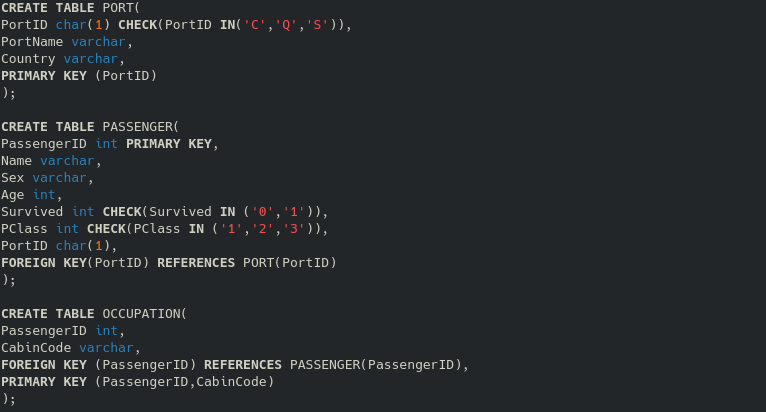 CREATE TABLE PORT(
PortID char(1) CHECK(PortID IN('C','Q','S')),
PortName varchar,
Country varchar,
PRIMARY KEY (PortID)
);
CREATE TABLE PASSENGER(
PassengerID int PRIMARY KEY,
Name varchar,
Sex varchar,
Age int,
Survived int CHECK(Survived IN ('0','1')),
PClass int CHECK(PClass IN ('1','2','3')),
PortID char(1),
FOREIGN KEY(PortID) REFERENCES PORT(PortID)
);
CREATE TABLE OCCUPATION(
PassengerID int,
CabinCode varchar,
FOREIGN KEY (PassengerID) REFERENCES PASSENGER(PassengerID),
PRIMARY KEY (PassengerID,CabinCode)
);